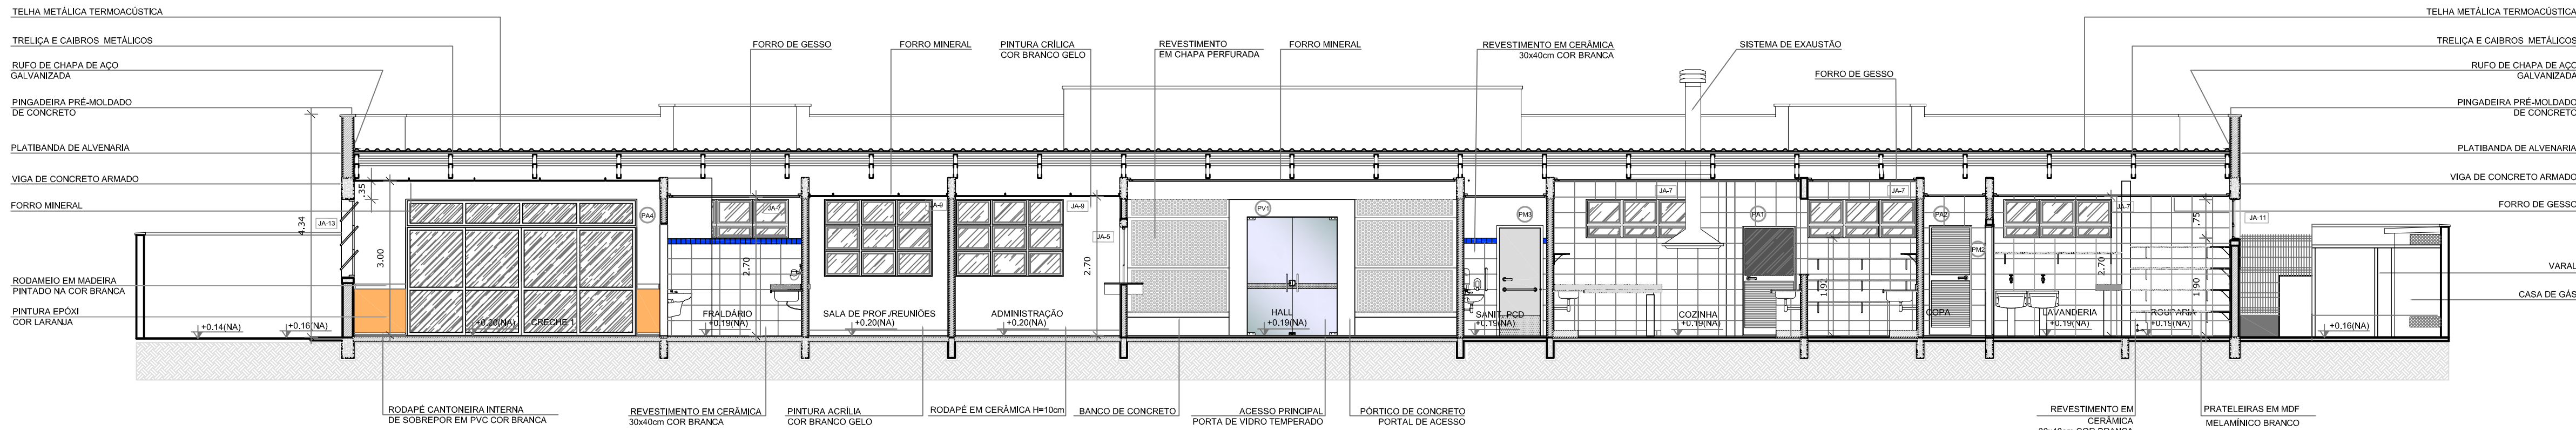 TELHA METÁLICA TERMOACÚSTICA
TRELIÇA E CAIBROS METÁLICOS
RUFO DE CHAPA DE AÇO
GALVANIZADA
PINGADEIRA PRÉ-MOLDADO
DE CONCRETO
PLATIBANDA DE ALVENARIA
VIGA DE CONCRETO ARMADO
FORRO MINERAL
RODAMEIO EM MADEIRA
PINTADO NA COR BRANCA
PINTURA EPÓXI
COR LARANJA
FORRO DE GESSO
FORRO MINERAL
PINTURA CRÍLICA
COR BRANCO GELO
REVESTIMENTO
EM CHAPA PERFURADA
FORRO MINERAL
REVESTIMENTO EM CERÂMICA
30x40cm COR BRANCA
SISTEMA DE EXAUSTÃO
FORRO DE GESSO
TELHA METÁLICA TERMOACÚSTICA
TRELIÇA E CAIBROS METÁLICOS
RUFO DE CHAPA DE AÇO
GALVANIZADA
PINGADEIRA PRÉ-MOLDADO
DE CONCRETO
PLATIBANDA DE ALVENARIA
VIGA DE CONCRETO ARMADO
FORRO DE GESSO
VARAL
CASA DE GÁS
4.34
JA-13
.35
3.00
PA4
JA-7
2.70
JA-9
JA-9
JA-5
2.70
PV1
PM3
JA-7
PA1
JA-7
1.92
PA2
PM2
JA-7
2.70
.75
1.90
JA-11
+0.14(NA)
+0.16(NA)
+0.20(NA)
CRECHE 1
FRALDÁRIO
+0.19(NA)
SALA DE PROF./REUNIÕES
+0.20(NA)
ADMINISTRAÇÃO
+0.20(NA)
HALL
+0.19(NA)
SANIT. PCD
+0.19(NA)
COZINHA
+0.19(NA)
COPA
LAVANDERIA
+0.19(NA)
ROUPARIA
+0.19(NA)
+0.16(NA)
RODAPÉ CANTONEIRA INTERNA
DE SOBREPOR EM PVC COR BRANCA
REVESTIMENTO EM CERÂMICA
30x40cm COR BRANCA
PINTURA ACRÍLIA
COR BRANCO GELO
RODAPÉ EM CERÂMICA H=10cm
BANCO DE CONCRETO
ACESSO PRINCIPAL
PORTA DE VIDRO TEMPERADO
PÓRTICO DE CONCRETO
PORTAL DE ACESSO
REVESTIMENTO EM
CERÂMICA
30x40cm COR BRANCA
PRATELEIRAS EM MDF
MELAMÍNICO BRANCO